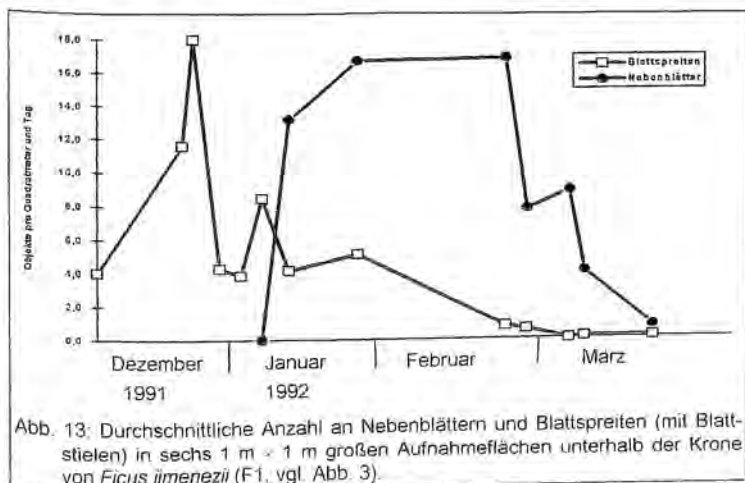 18,0
16,0
14,0
12,0
10,0
8,0
6,0
4,0
2,0
0,0
Objekte pro Quadratmeter und Tag
Blattspreiten
Nebenblätter
Dezember
1991
Januar
1992
Februar
März
Abb. 13: Durchschnittliche Anzahl an Nebenblättern und Blattspreiten (mit Blatt-
stielen) in sechs 1 m × 1 m großen Aufnahmeflächen unterhalb der Krone
von Ficus jimenezii (F1, vgl. Abb. 3).